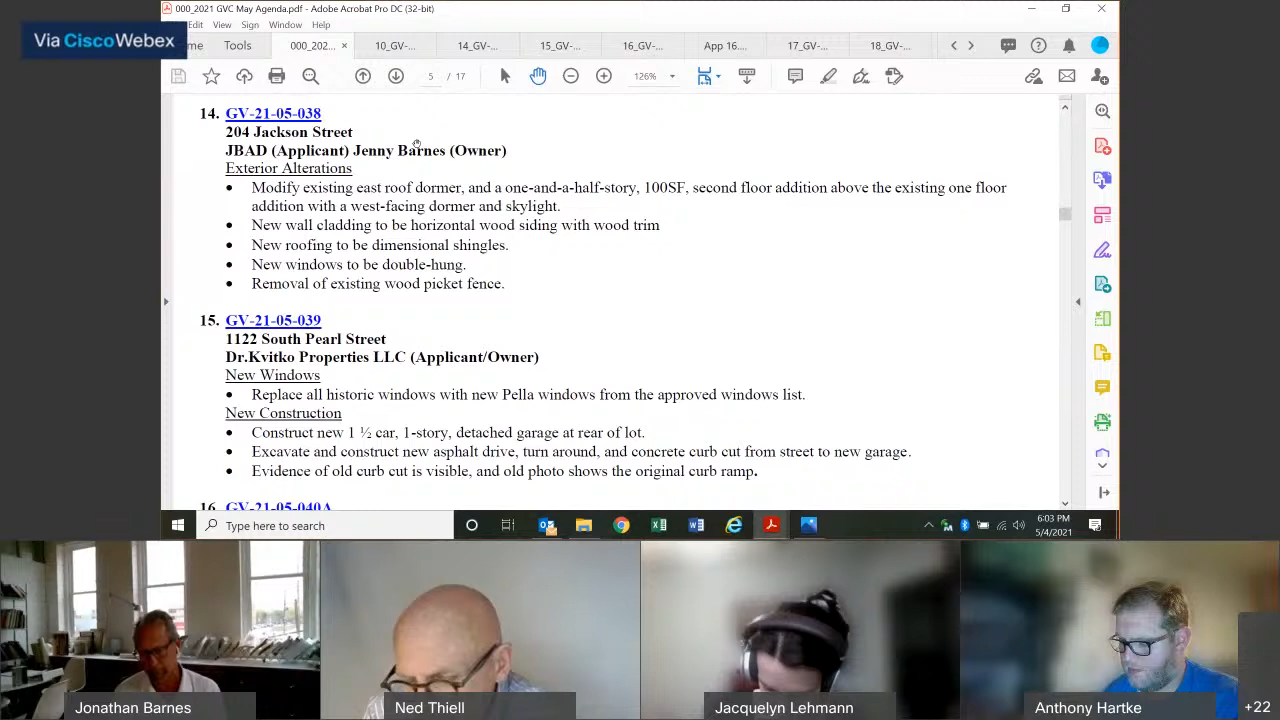 000_2021 GVC May Agenda.pdf - Adobe Acrobat Pro DC (32-bit)
Edit View Sign Window Help
Via Cisco Webex
me Tools 000_202... × 10_GV-... 14_GV-... 15_GV-... 16_GV-... App 16.... 17_GV-... 18_GV-...
5 / 17 126%
14. GV-21-05-038
204 Jackson Street
JBAD (Applicant) Jenny Barnes (Owner)
Exterior Alterations
• Modify existing east roof dormer, and a one-and-a-half-story, 100SF, second floor addition above the existing one floor
addition with a west-facing dormer and skylight.
• New wall cladding to be horizontal wood siding with wood trim
• New roofing to be dimensional shingles.
• New windows to be double-hung.
• Removal of existing wood picket fence.
15. GV-21-05-039
1122 South Pearl Street
Dr.Kvitko Properties LLC (Applicant/Owner)
New Windows
• Replace all historic windows with new Pella windows from the approved windows list.
New Construction
• Construct new 1 ½ car, 1-story, detached garage at rear of lot.
• Excavate and construct new asphalt drive, turn around, and concrete curb cut from street to new garage.
• Evidence of old curb cut is visible, and old photo shows the original curb ramp.
16. GV-21-05-040A
Type here to search
6:03 PM
5/4/2021
Jonathan Barnes
Ned Thiell
Jacquelyn Lehmann
Anthony Hartke
+22